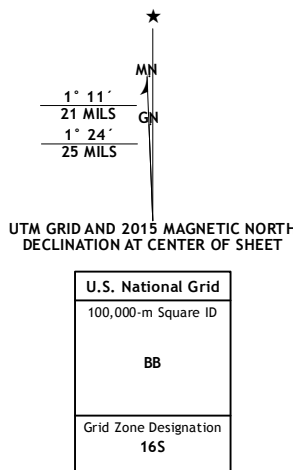 MN
1° 11´
21 MILS
GN
1° 24´
25 MILS
UTM GRID AND 2015 MAGNETIC NORTH
DECLINATION AT CENTER OF SHEET
U.S. National Grid
100,000-m Square ID
BB
Grid Zone Designation
16S